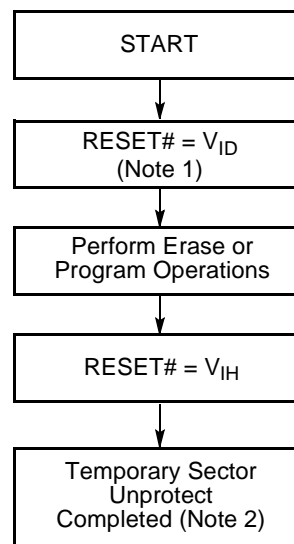 START
RESET# = VID
(Note 1)
Perform Erase or
Program Operations
RESET# = VIH
Temporary Sector
Unprotect
Completed (Note 2)